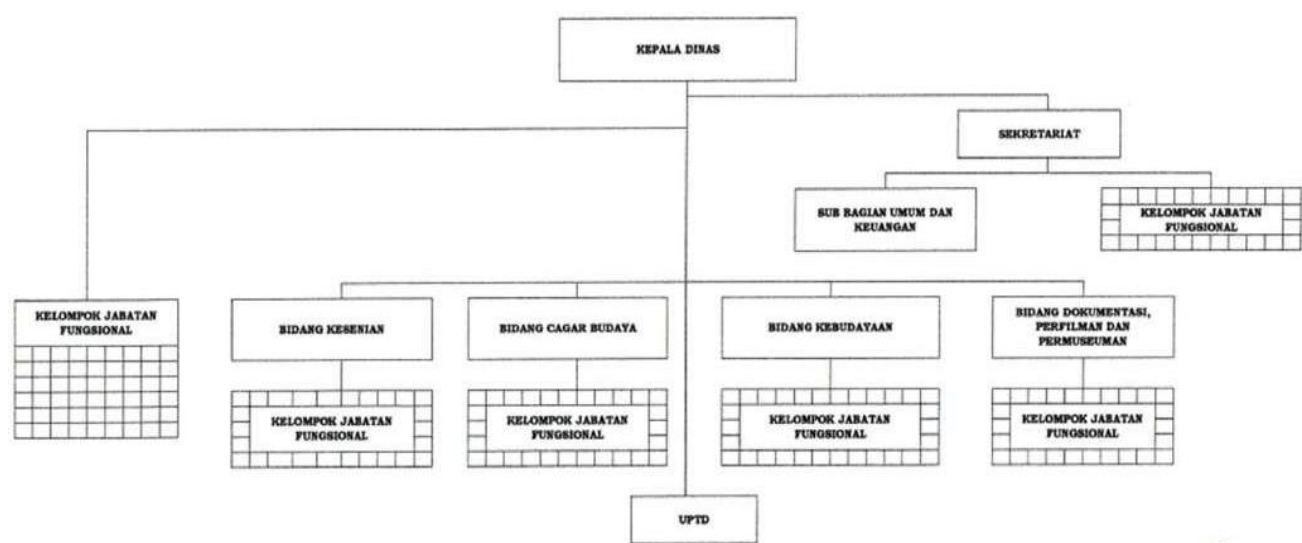 KEPALA DINAS
SEKRETARIAT
SUB BAGIAN UMUM DAN
KEUANGAN
KELOMPOK JABATAN
FUNGSIONAL
KELOMPOK JABATAN
FUNGSIONAL
BIDANG KESENIAN
BIDANG CAGAR BUDAYA
BIDANG KEBUDAYAAN
BIDANG DOKUMENTASI,
PERFILMAN DAN
PERMUSEUMAN
KELOMPOK JABATAN
FUNGSIONAL
KELOMPOK JABATAN
FUNGSIONAL
KELOMPOK JABATAN
FUNGSIONAL
KELOMPOK JABATAN
FUNGSIONAL
UPTD